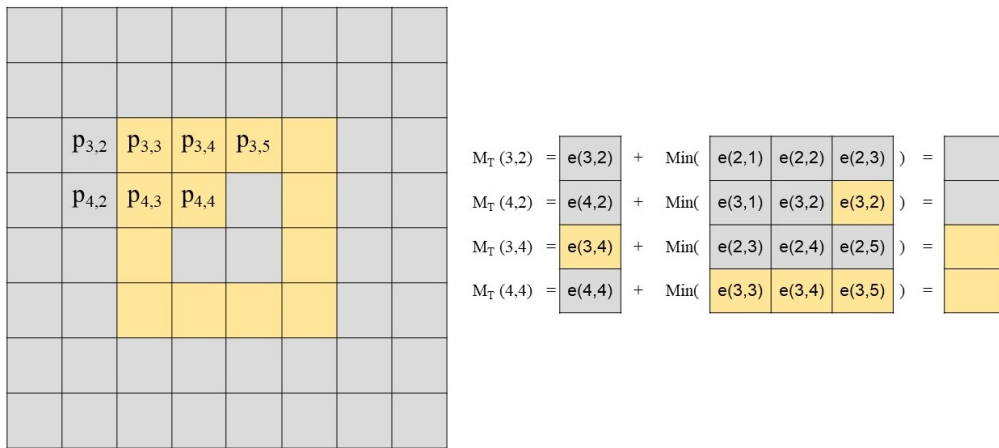 p3,2 p3,3 p3,4 p3,5
p4,2 p4,3 p4,4
MT (3,2) = e(3,2) + Min( e(2,1) e(2,2) e(2,3) ) =
MT (4,2) = e(4,2) + Min( e(3,1) e(3,2) e(3,2) ) =
MT (3,4) = e(3,4) + Min( e(2,3) e(2,4) e(2,5) ) =
MT (4,4) = e(4,4) + Min( e(3,3) e(3,4) e(3,5) ) =